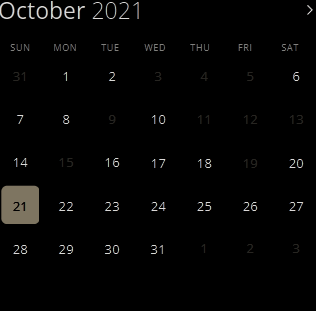 October 2021
SUN MON TUE WED THU FRI SAT
31 1 2 3 4 5 6
7 8 9 10 11 12 13
14 15 16 17 18 19 20
21 22 23 24 25 26 27
28 29 30 31 1 2 3